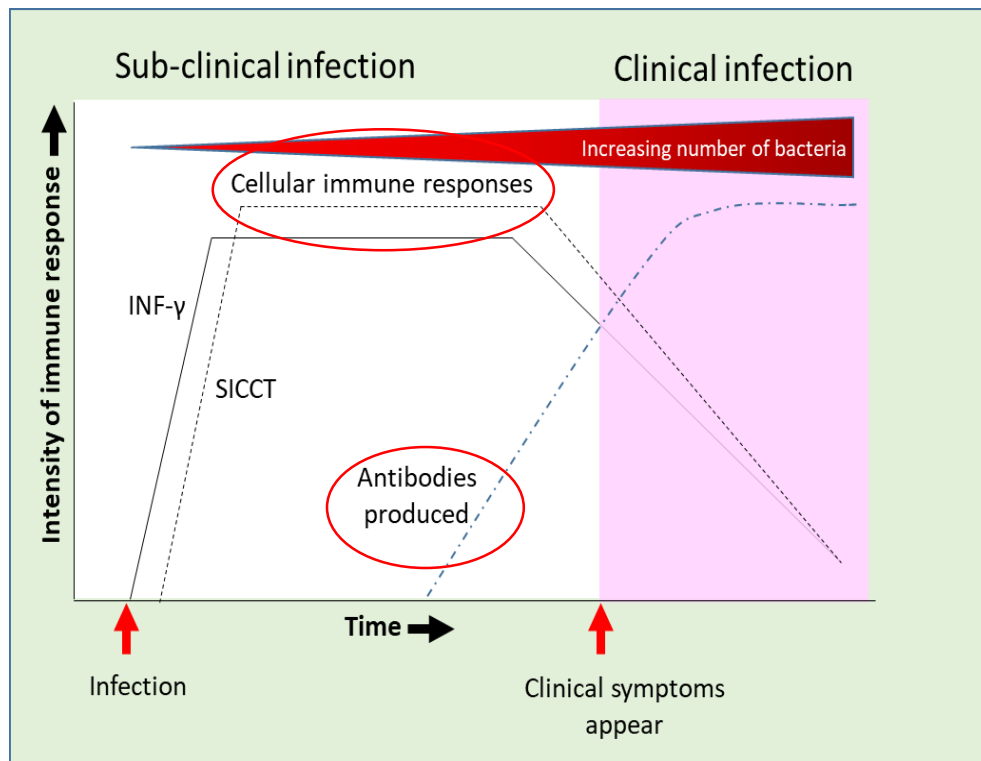 Sub-clinical infection
Clinical infection
Increasing number of bacteria
Cellular immune responses
INF-γ
SICCT
Antibodies
produced
Intensity of immune response
Time
Infection
Clinical symptoms
appear